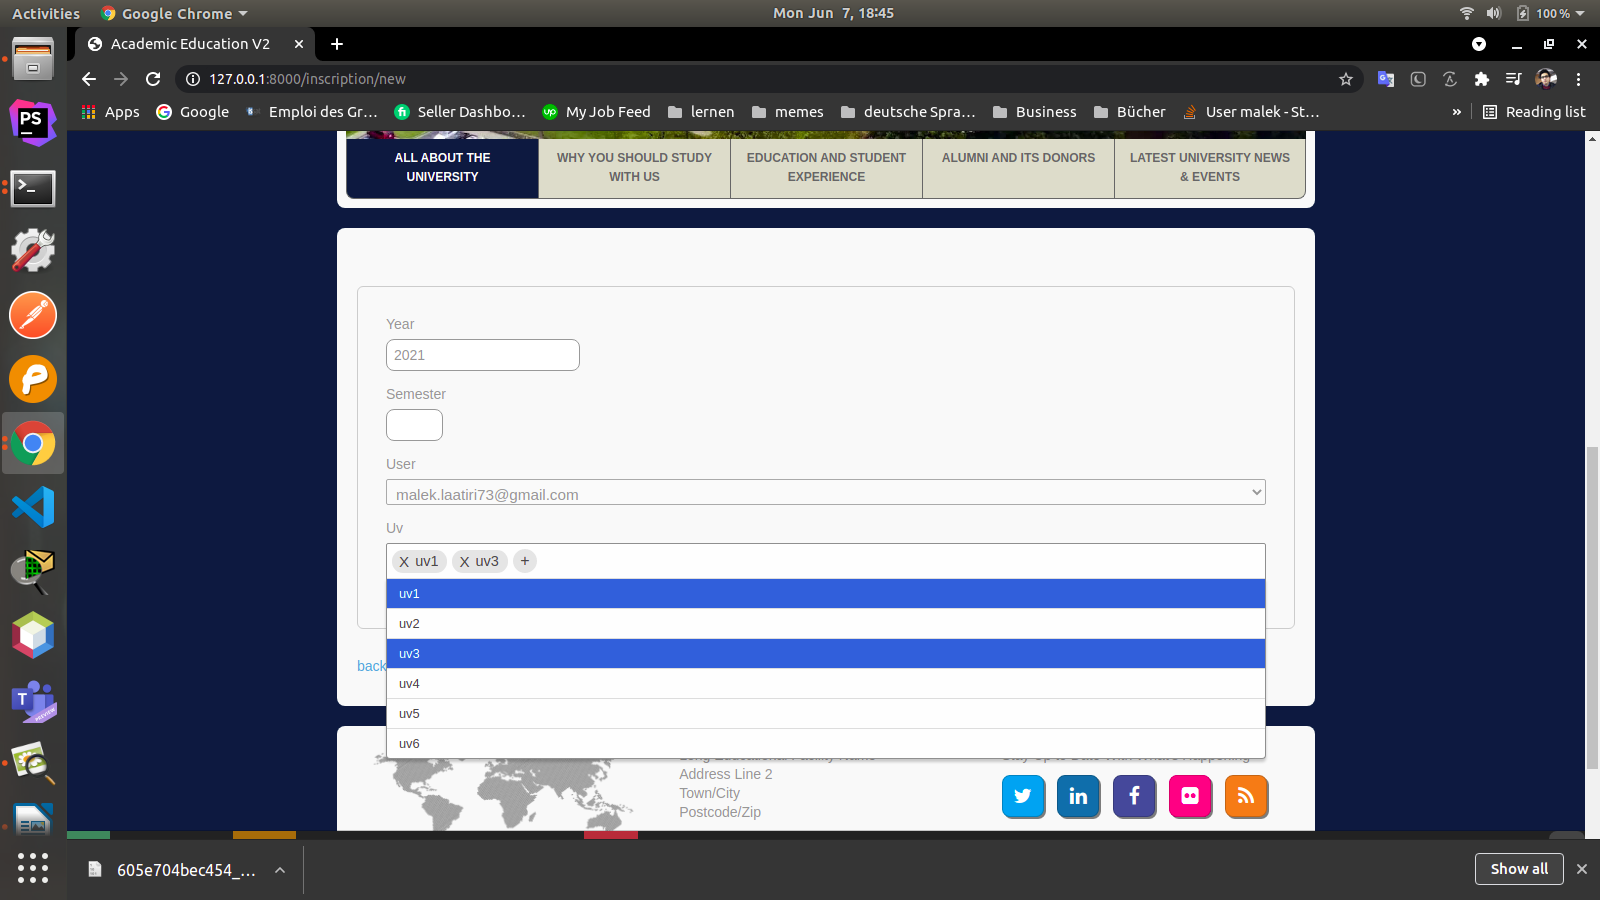 Activities
Google Chrome
Mon Jun 7, 18:45
100 %
Academic Education V2
127.0.0.1:8000/inscription/new
Apps
Google
Emploi des Gr...
Seller Dashbo...
My Job Feed
lernen
memes
deutsche Spra...
Business
Bücher
User malek - St...
»
Reading list
ALL ABOUT THE
UNIVERSITY
WHY YOU SHOULD STUDY
WITH US
EDUCATION AND STUDENT
EXPERIENCE
ALUMNI AND ITS DONORS
LATEST UNIVERSITY NEWS
& EVENTS
Year
2021
Semester
User
malek.laatiri73@gmail.com
Uv
X uv1 X uv3 +
uv1
uv2
uv3
uv4
uv5
uv6
back
Address Line 2
Town/City
Postcode/Zip
605e704bec454_...
Show all